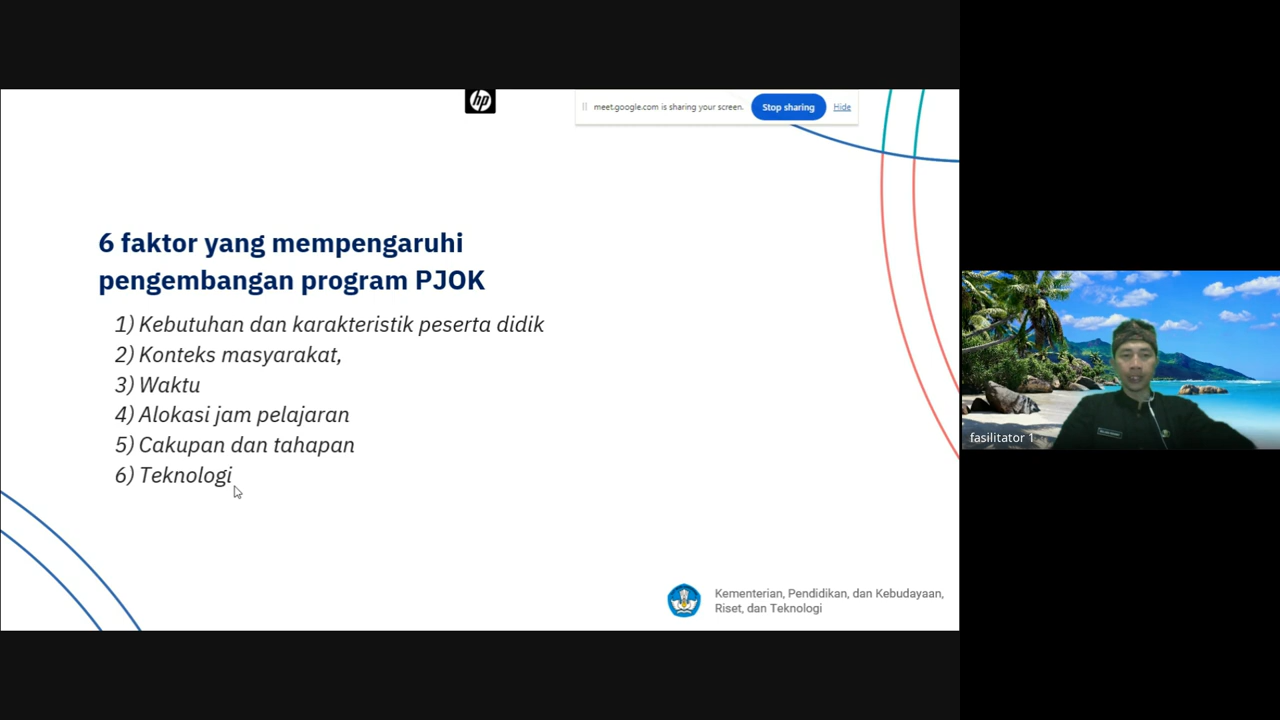 hp
meet.google.com is sharing your screen.
Stop sharing
Hide
6 faktor yang mempengaruhi
pengembangan program PJOK
1) Kebutuhan dan karakteristik peserta didik
2) Konteks masyarakat,
3) Waktu
4) Alokasi jam pelajaran
5) Cakupan dan tahapan
6) Teknologi
fasilitator 1
Kementerian, Pendidikan, dan Kebudayaan,
Riset, dan Teknologi